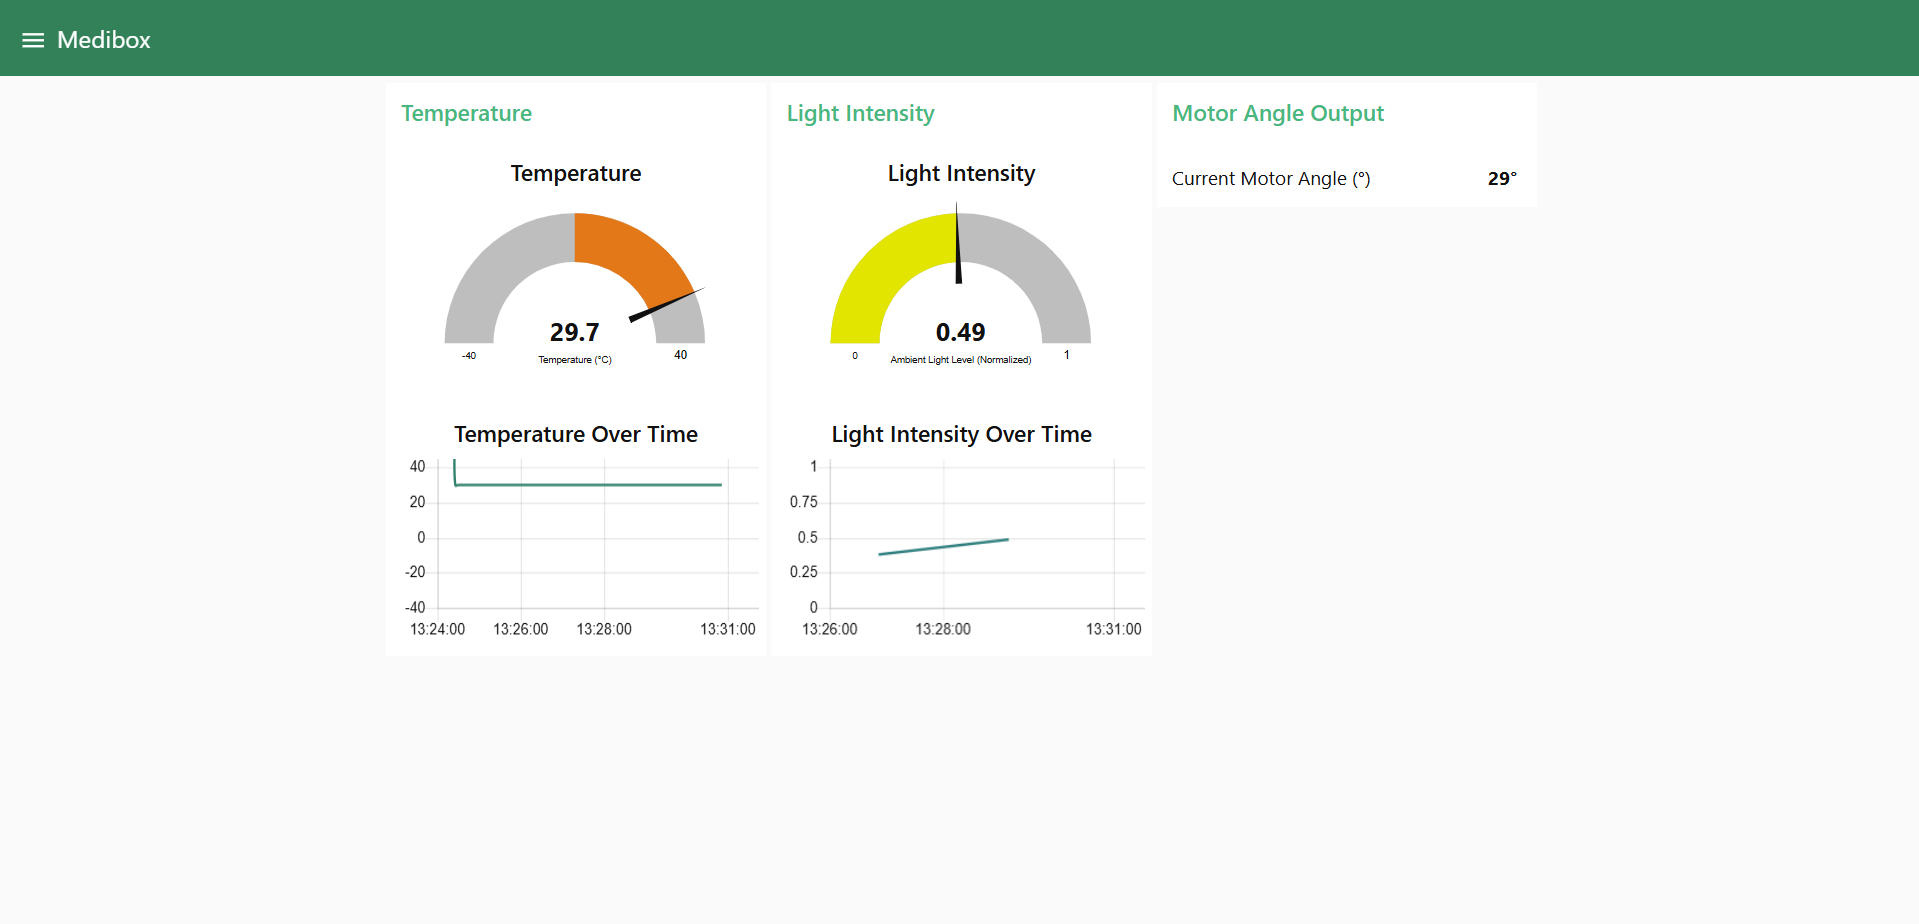 Medibox
Temperature
Temperature
29.7
-40
Temperature (°C)
40
Temperature Over Time
40
20
0
-20
-40
13:24:00 13:26:00 13:28:00 13:31:00
Light Intensity
Light Intensity
0.49
0
Ambient Light Level (Normalized)
1
Light Intensity Over Time
1
0.75
0.5
0.25
0
13:26:00 13:28:00 13:31:00
Motor Angle Output
Current Motor Angle (°) 29°